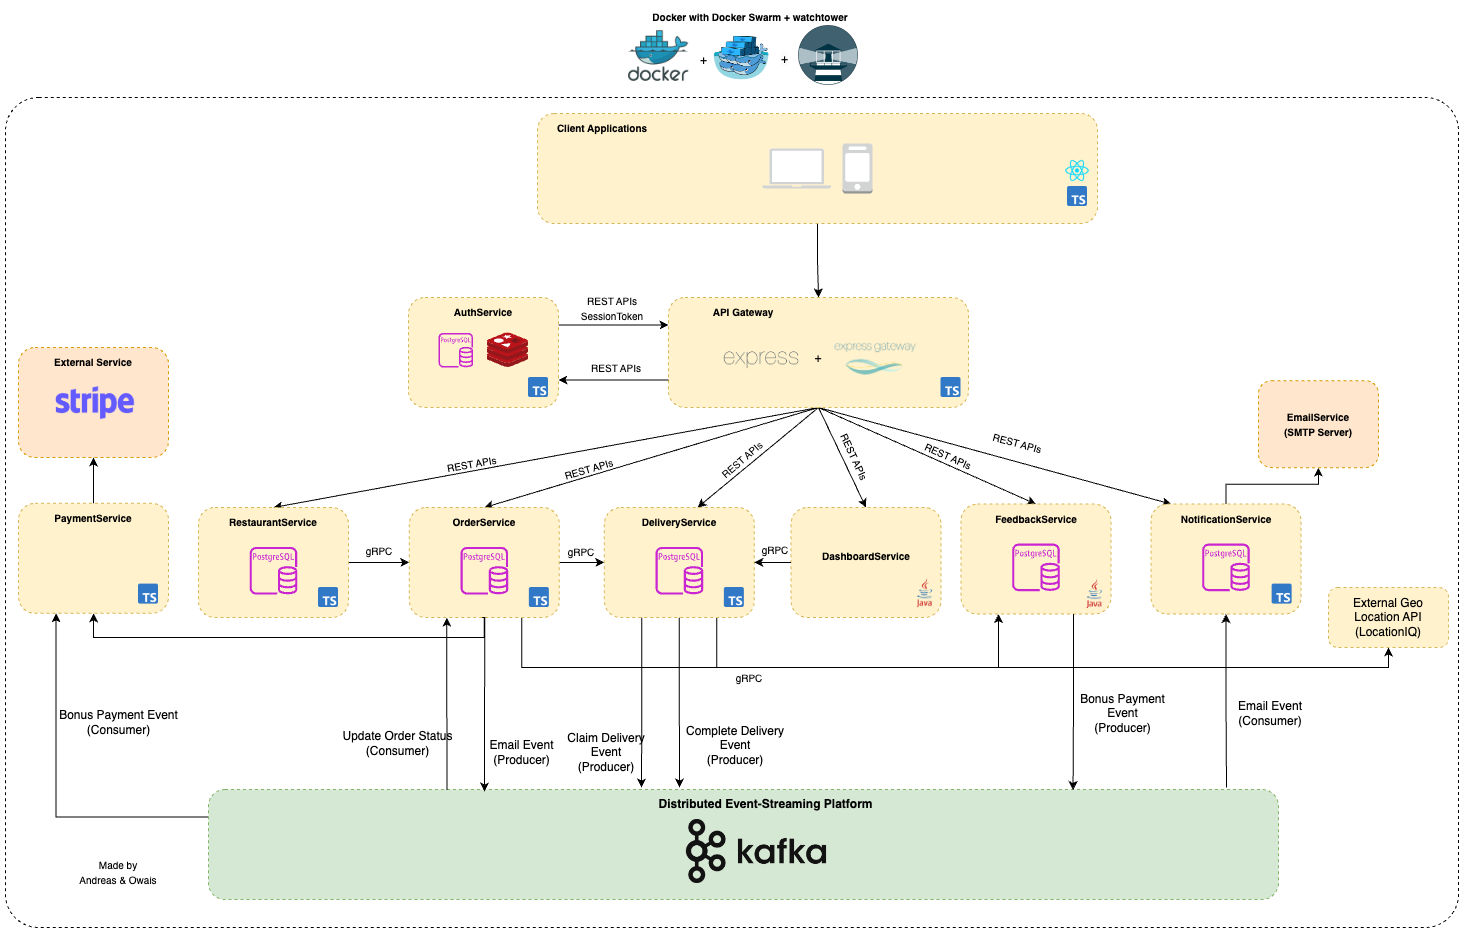 Docker with Docker Swarm + watchtower
docker
+
+
Client Applications
TS
AuthService
PostgreSQL
TS
REST APIs
SessionToken
REST APIs
API Gateway
express
+
express gateway
TS
External Service
stripe
EmailService
(SMTP Server)
REST APIs
REST APIs
REST APIs
REST APIs
REST APIs
REST APIs
PaymentService
TS
RestaurantService
PostgreSQL
TS
gRPC
OrderService
PostgreSQL
TS
gRPC
DeliveryService
PostgreSQL
TS
gRPC
DashboardService
Java
FeedbackService
PostgreSQL
Java
NotificationService
PostgreSQL
TS
External Geo
Location API
(LocationIQ)
gRPC
Bonus Payment Event
(Consumer)
Update Order Status
(Consumer)
Email Event
(Producer)
Claim Delivery
Event
(Producer)
Complete Delivery
Event
(Producer)
Bonus Payment
Event
(Producer)
Email Event
(Consumer)
Distributed Event-Streaming Platform
kafka
Made by
Andreas & Owais